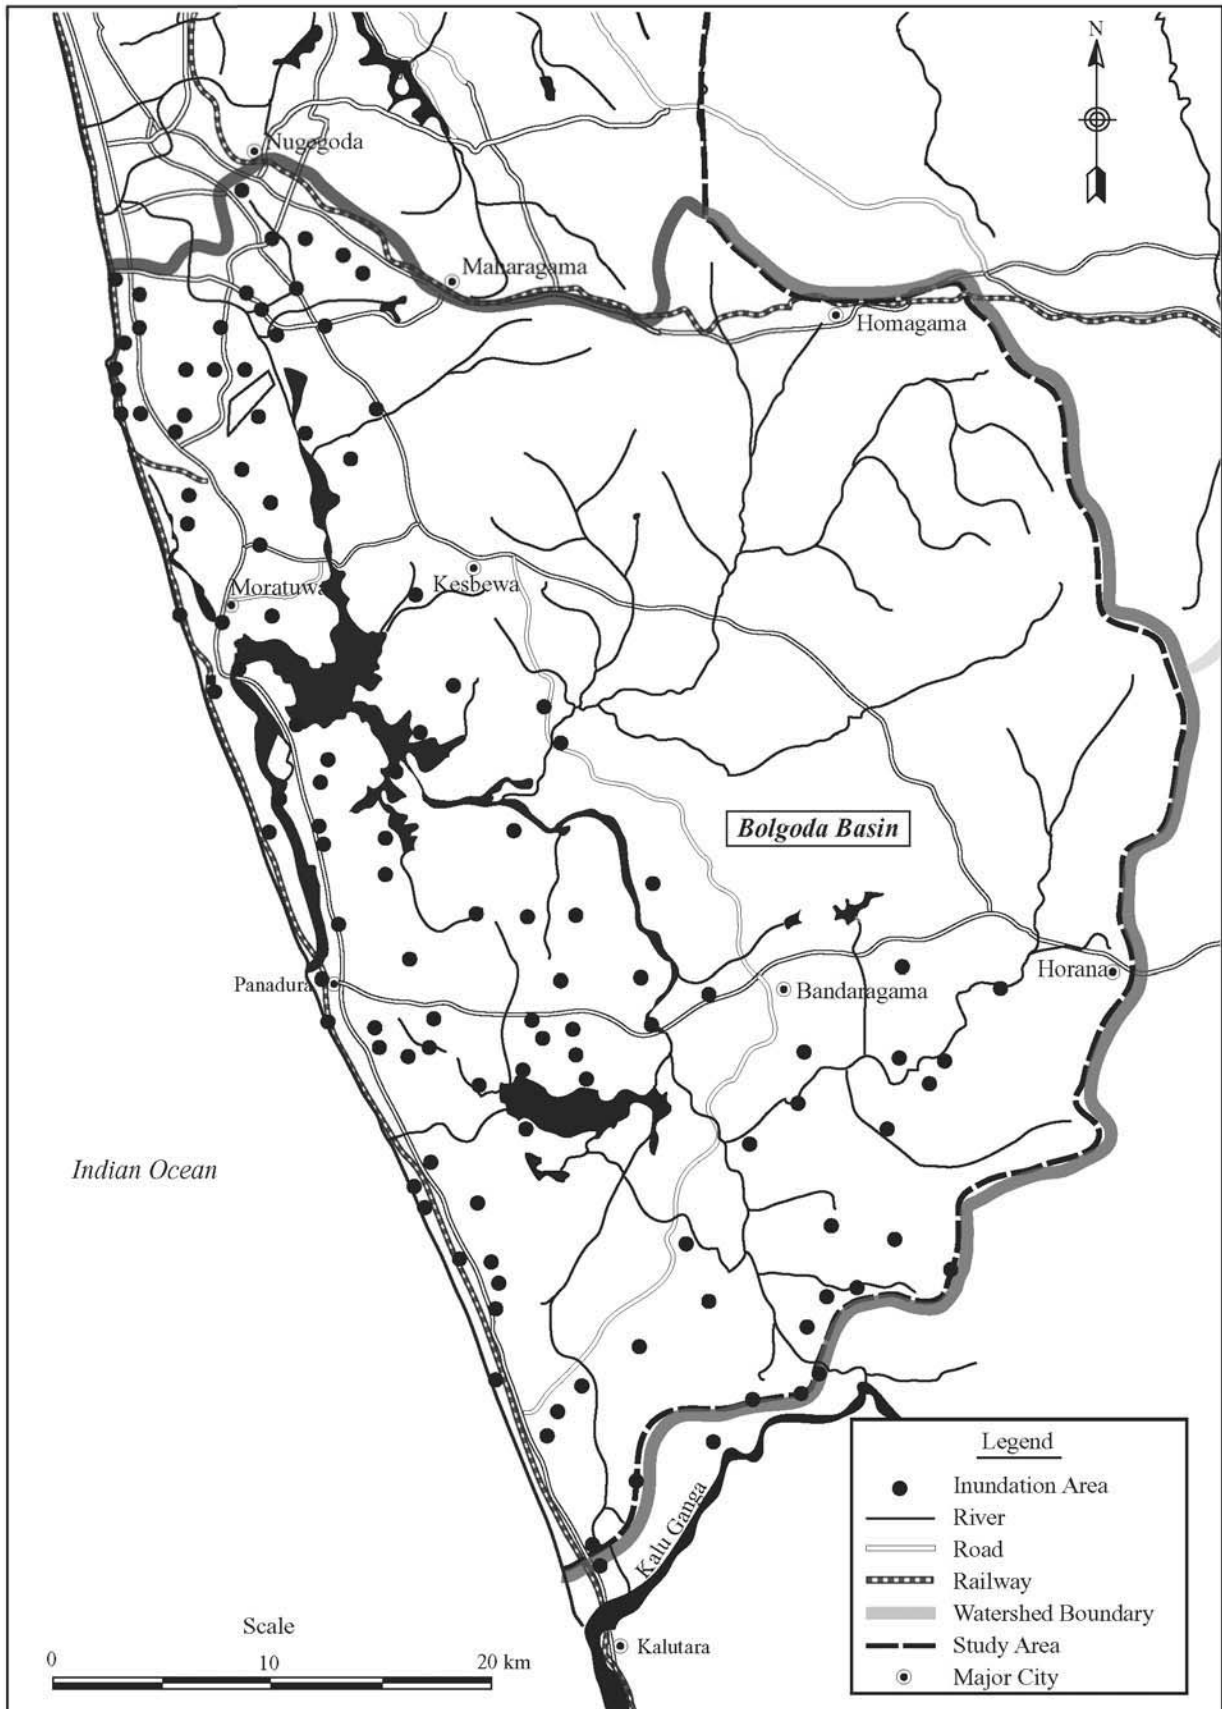 N
Nugegoda
Maharagama
Homagama
Moratuwa
Kesbewa
Bolgoda Basin
Panadura
Bandaragama
Horana
Indian Ocean
Kalu Ganga
Kalutara
Legend
Inundation Area
River
Road
Railway
Watershed Boundary
Study Area
Major City
Scale
0 10 20 km